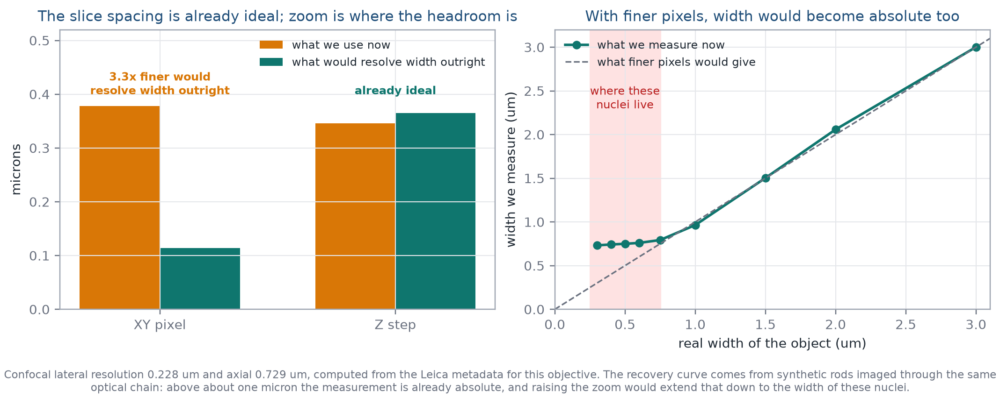 The slice spacing is already ideal; zoom is where the headroom is
0.5
0.4
0.3
0.2
0.1
0.0
microns
what we use now
what would resolve width outright
3.3x finer would
resolve width outright
already ideal
XY pixel
Z step
With finer pixels, width would become absolute too
3.0
2.5
2.0
1.5
1.0
0.5
0.0
width we measure (um)
what we measure now
what finer pixels would give
where these
nuclei live
0.0
0.5
1.0
1.5
2.0
2.5
3.0
real width of the object (um)
Confocal lateral resolution 0.228 um and axial 0.729 um, computed from the Leica metadata for this objective. The recovery curve comes from synthetic rods imaged through the same
optical chain: above about one micron the measurement is already absolute, and raising the zoom would extend that down to the width of these nuclei.